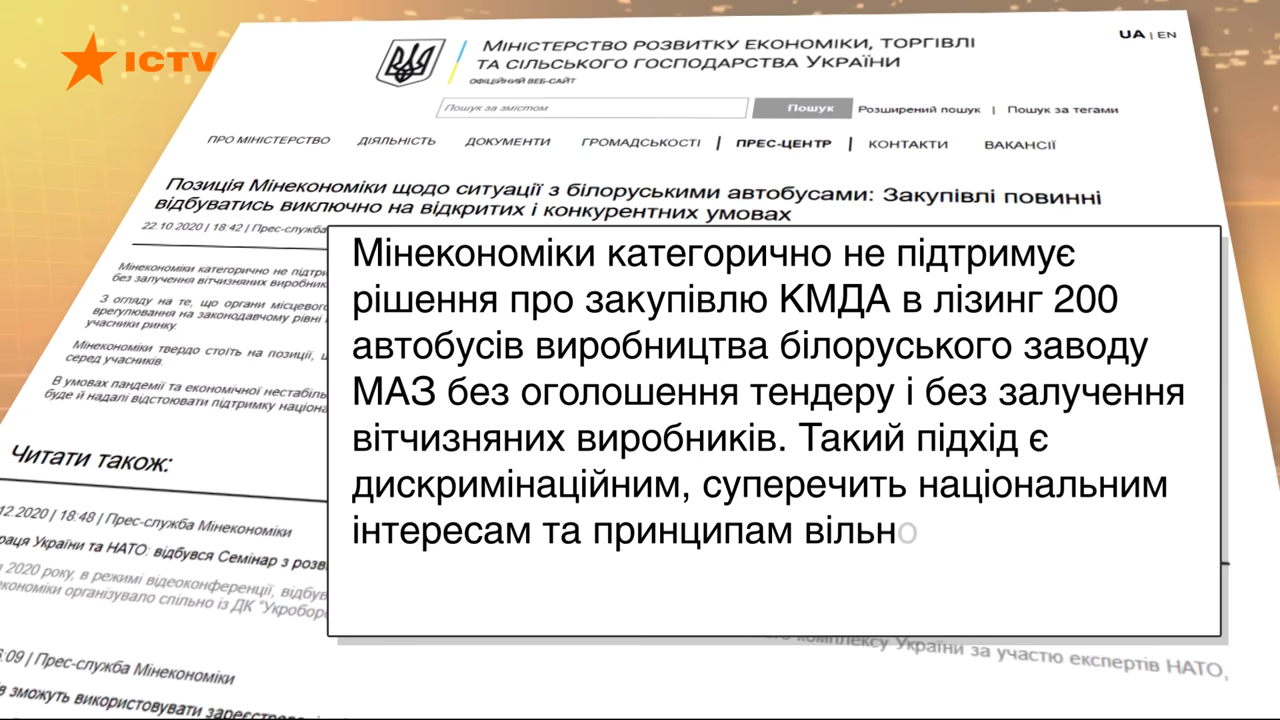 ICTV
UA | EN
МІНІСТЕРСТВО РОЗВИТКУ ЕКОНОМІКИ, ТОРГІВЛІ
ТА СІЛЬСЬКОГО ГОСПОДАРСТВА УКРАЇНИ
ОФІЦІЙНИЙ ВЕБ-САЙТ
Пошук за змістом Пошук Розширений пошук | Пошук за тегами
ПРО МІНІСТЕРСТВО ДІЯЛЬНІСТЬ ДОКУМЕНТИ ГРОМАДСЬКОСТІ | ПРЕС-ЦЕНТР | КОНТАКТИ ВАКАНСІЇ
Позиція Мінекономіки щодо ситуації з білоруськими автобусами: Закупівлі повинні
відбуватись виключно на відкритих і конкурентних умовах
22.10.2020 | 18:42 | Прес-служба
Мінекономіки категорично не
без залучення вітчизняних
З огляду на те, що органи місцевого
врегулювання на законодавчому рівні
учасники ринку.
Мінекономіки твердо стоїть на позиції,
серед учасників.
В умовах пандемії та економічної
буде й надалі відстоювати підтримку
Мінекономіки категорично не підтримує
рішення про закупівлю КМДА в лізинг 200
автобусів виробництва білоруського заводу
МАЗ без оголошення тендеру і без залучення
вітчизняних виробників. Такий підхід є
дискримінаційним, суперечить національним
інтересам та принципам вільно
Читати також:
12.2020 | 18:48 | Прес-служба Мінекономіки
України та НАТО: відбувся Семінар з
2020 року, в режимі відеоконференції,
організувало спільно із ДК
комплексу України за участю експертів НАТО,
:09 | Прес-служба Мінекономіки
зможуть використовувати